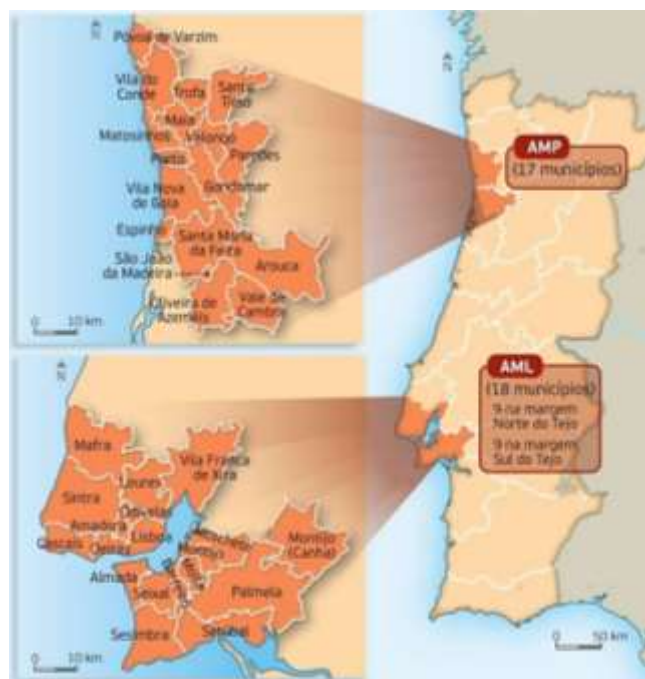 N
Póvoa de Varzim
Vila do
Conde
Trofa
Santo
Tirso
Maia
Matosinhos
Valongo
Porto
Paredes
Vila Nova
de Gaia
Gondomar
Espinho
Santa Maria
da Feira
São João
da Madeira
Arouca
Oliveira de
Azeméis
Vale de
Cambra
0 10 km
N
AMP
(17 municípios)
AML
(18 municípios)
9 na margem
Norte do Tejo
9 na margem
Sul do Tejo
0 50 km
N
Mafra
Loures
Vila Franca
de Xira
Sintra
Odivelas
Amadora
Lisboa
Cascais
Oeiras
Alcochete
Montijo
Montijo
(Canha)
Almada
Moita
Barreiro
Seixal
Palmela
Sesimbra
Setúbal
0 10 km